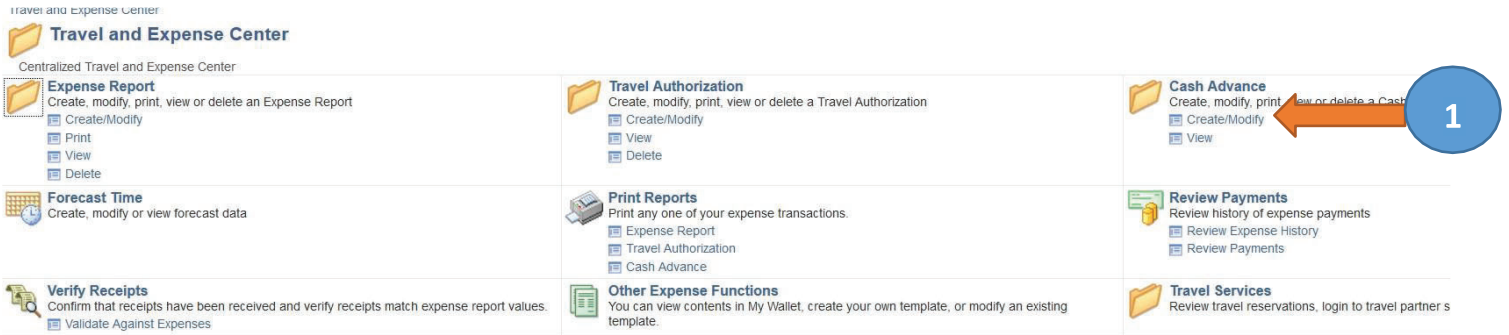 Travel and Expense Center
Travel and Expense Center
Centralized Travel and Expense Center
Expense Report
Create, modify, print, view or delete an Expense Report
Create/Modify
Print
View
Delete
Travel Authorization
Create, modify, print, view or delete a Travel Authorization
Create/Modify
View
Delete
Cash Advance
Create, modify, print, or delete a Cash
Create/Modify
View
1
Forecast Time
Create, modify or view forecast data
Print Reports
Print any one of your expense transactions.
Expense Report
Travel Authorization
Cash Advance
Review Payments
Review history of expense payments
Review Expense History
Review Payments
Verify Receipts
Confirm that receipts have been received and verify receipts match expense report values.
Validate Against Expenses
Other Expense Functions
You can view contents in My Wallet, create your own template, or modify an existing
template.
Travel Services
Review travel reservations, login to travel partner s